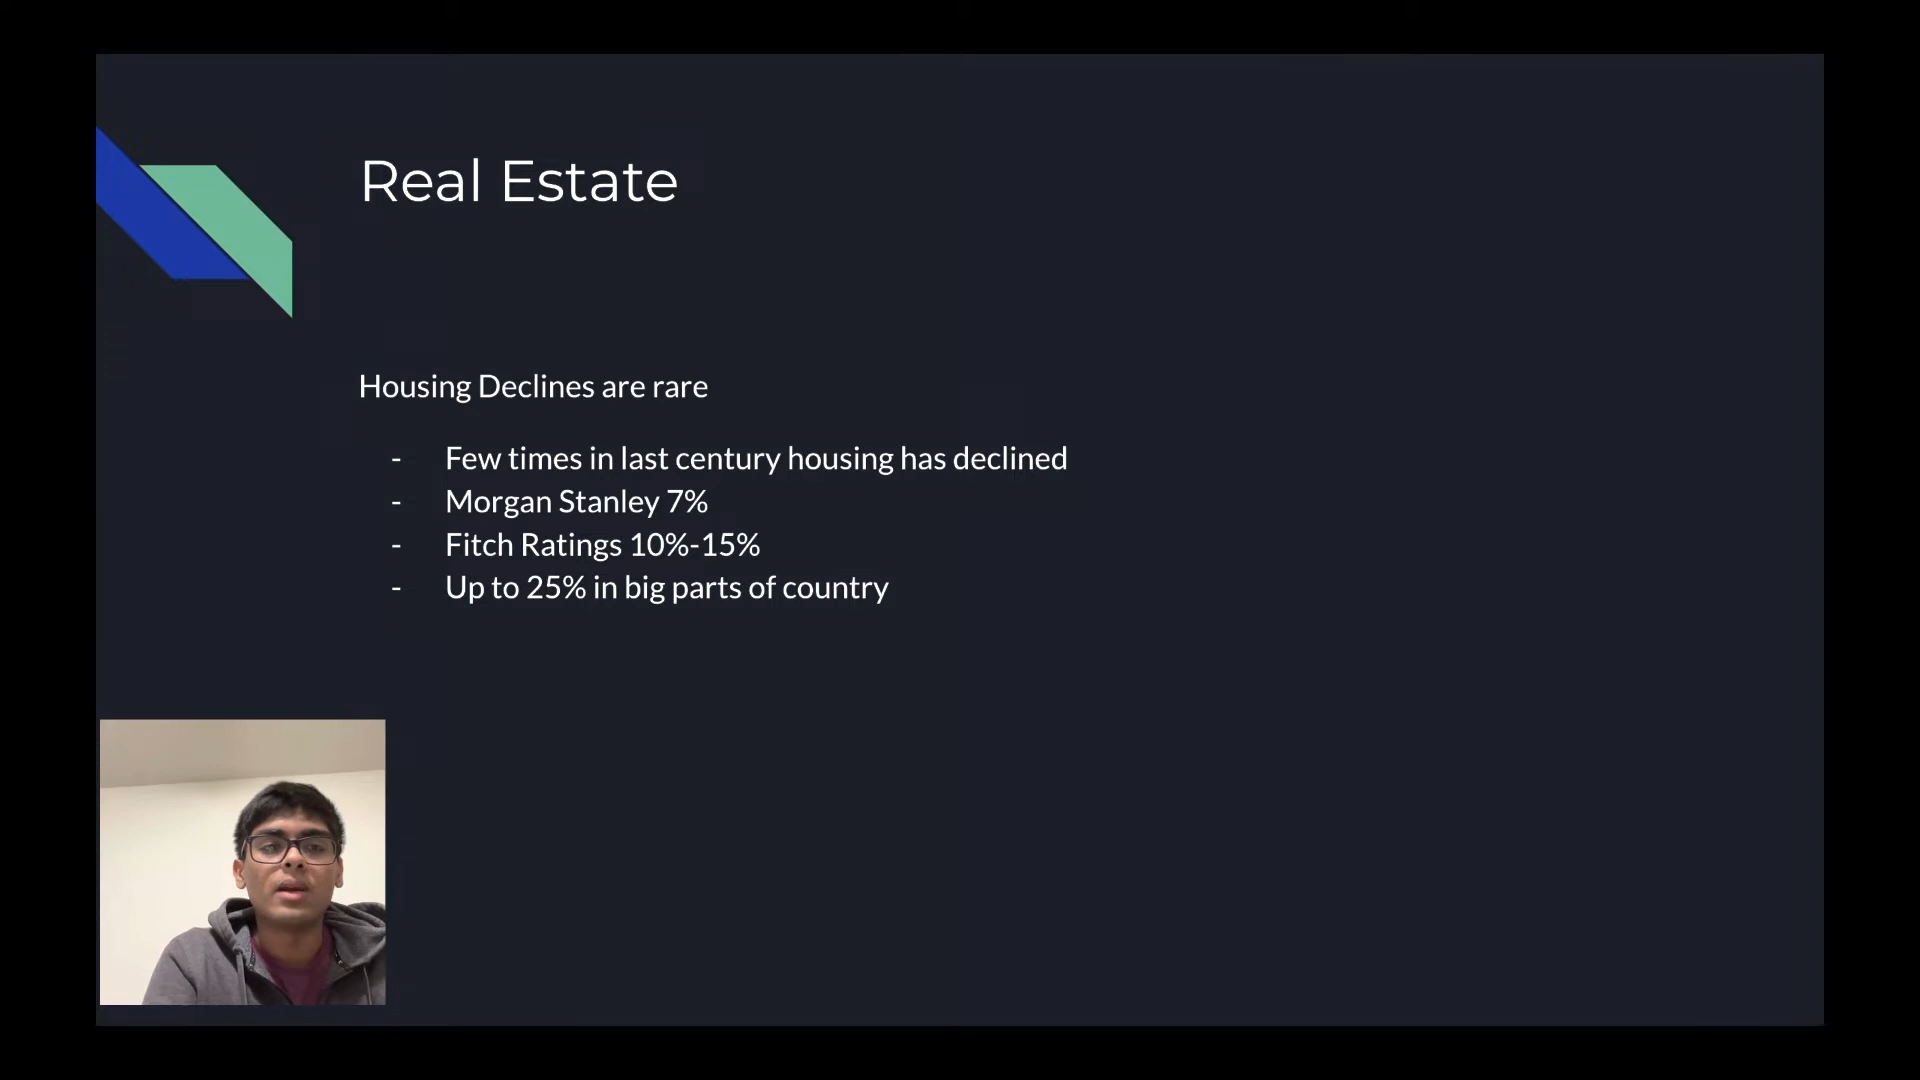 Real Estate
Housing Declines are rare
- Few times in last century housing has declined
- Morgan Stanley 7%
- Fitch Ratings 10%-15%
- Up to 25% in big parts of country